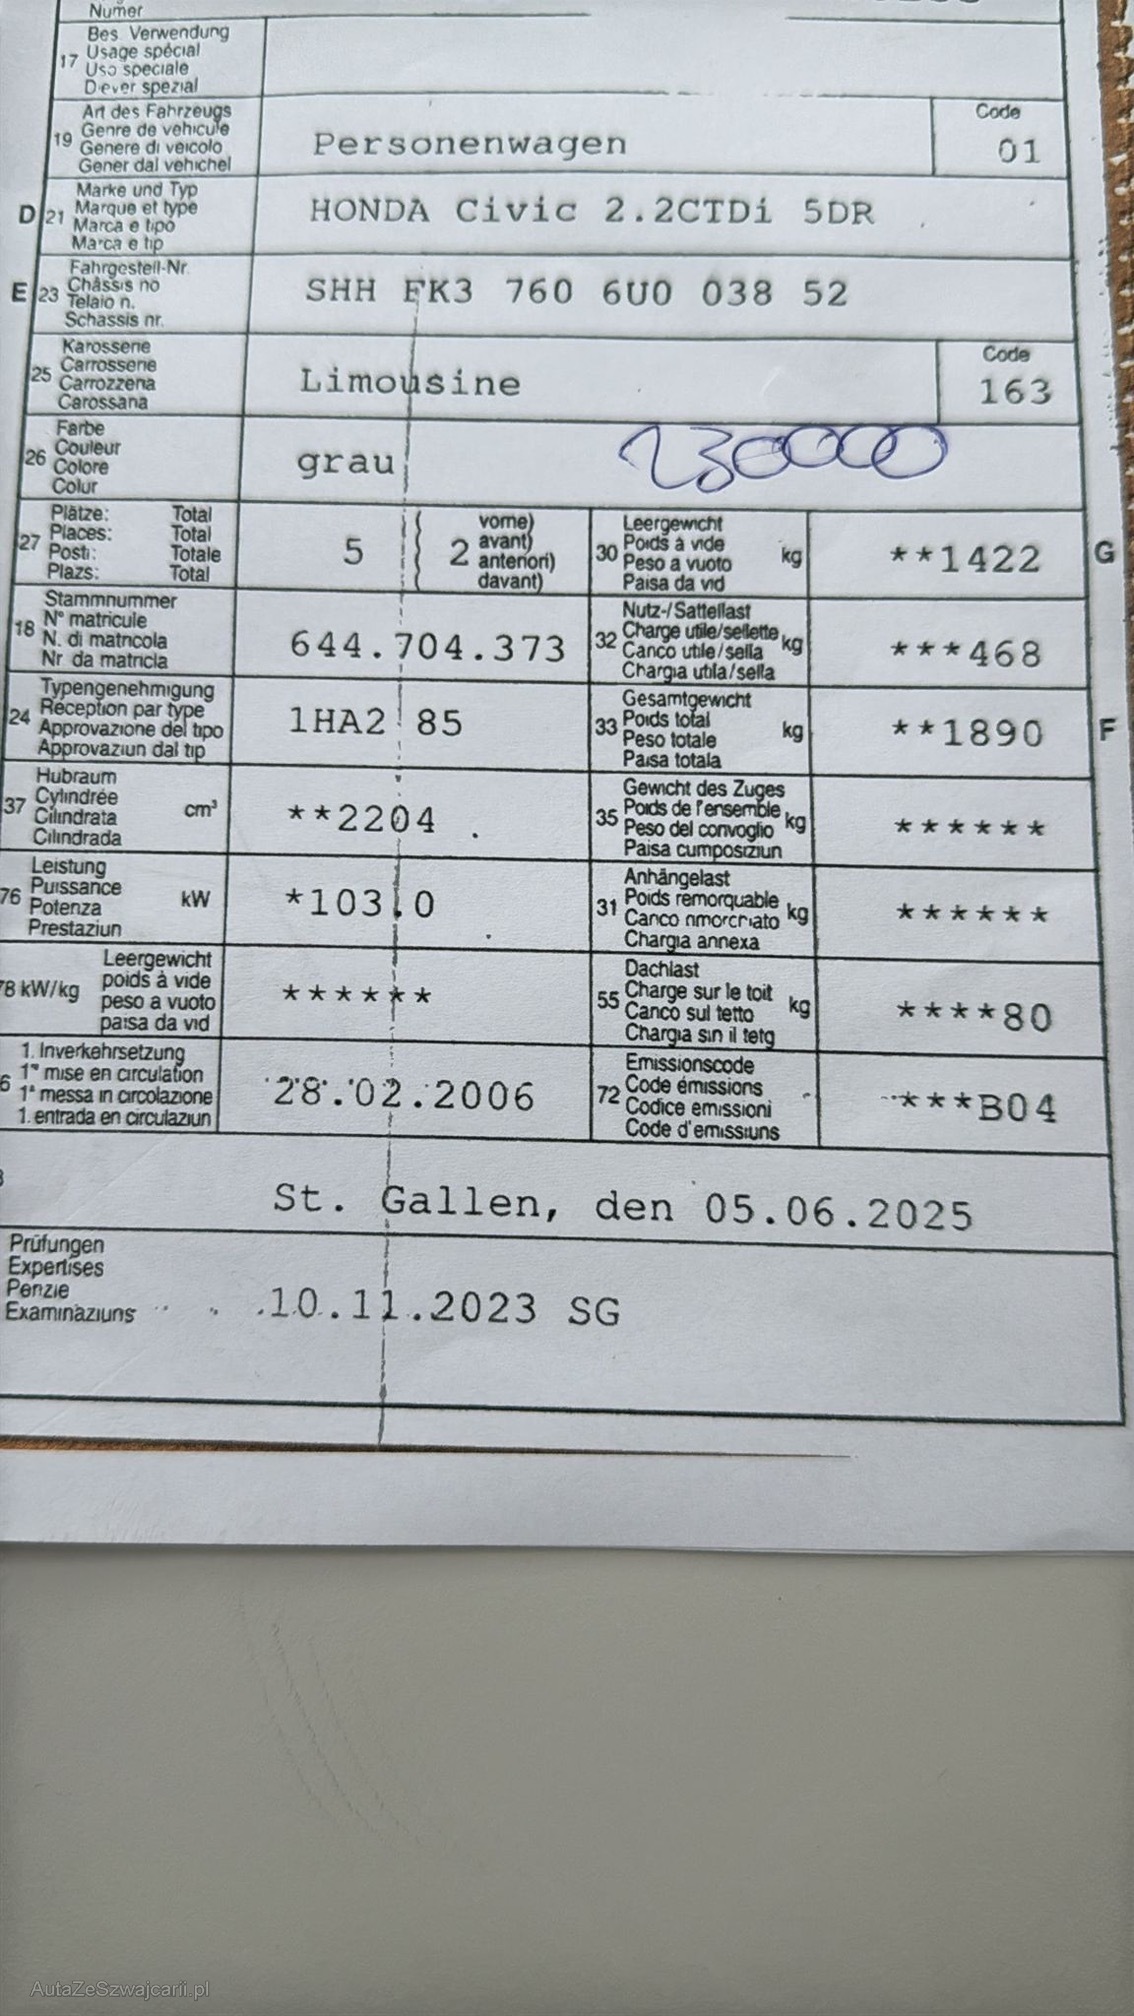 Numer
17 Bes. Verwendung
Usage spécial
Uso speciale
Diever spezial
19 Art des Fahrzeugs
Genre de véhicule
Genere di veicolo
Gener dal vehichel
Personenwagen
Code
01
D 21 Marke und Typ
Marque et type
Marca e tipo
Marca e tip
HONDA Civic 2.2CTDi 5DR
E 23 Fahrgestell-Nr.
Châssis no
Telaio n.
Schassis nr.
SHH FK3 760 6U0 038 52
25 Karosserie
Carrosserie
Carrozzeria
Carossaria
Limousine
Code
163
26 Farbe
Couleur
Colore
Colur
grau
230000
27 Plätze: Total
Places: Total
Posti: Totale
Plazs: Total
5 { 2 vorne)
avant)
anteriori)
davant)
30 Leergewicht
Poids à vide kg
Peso a vuoto
Paisa da vid
**1422 G
18 Stammnummer
N° matricule
N. di matricola
Nr. da matricla
644.704.373
32 Nutz-/Sattellast
Charge utile/sellette kg
Carico utile/sella
Chargia utila/sella
***468
24 Typengenehmigung
Réception par type
Approvazione del tipo
Approvaziun dal tip
1HA2 85
33 Gesamtgewicht
Poids total kg
Peso totale
Paisa totala
**1890 F
37 Hubraum
Cylindrée cm³
Cilindrata
Cilindrada
**2204
35 Gewicht des Zuges
Poids de l'ensemble kg
Peso del convoglio
Paisa cumposiziun
******
76 Leistung
Puissance kW
Potenza
Prestaziun
*103.0
31 Anhängelast
Poids remorquable kg
Carico rimorchiato
Chargia annexa
******
78 kW/kg Leergewicht
poids à vide
peso a vuoto
paisa da vid
******
55 Dachlast
Charge sur le toit kg
Carico sul tetto
Chargia sin il tetg
****80
6 1. Inverkehrsetzung
1re mise en circulation
1a messa in circolazione
1. entrada en circulaziun
28.02.2006
72 Emissionscode
Code émissions
Codice emissioni
Code d'emissiuns
***B04
St. Gallen, den 05.06.2025
Prüfungen
Expertises
Perizie
Examinaziuns
10.11.2023 SG
AutaZeSzwajcarii.pl